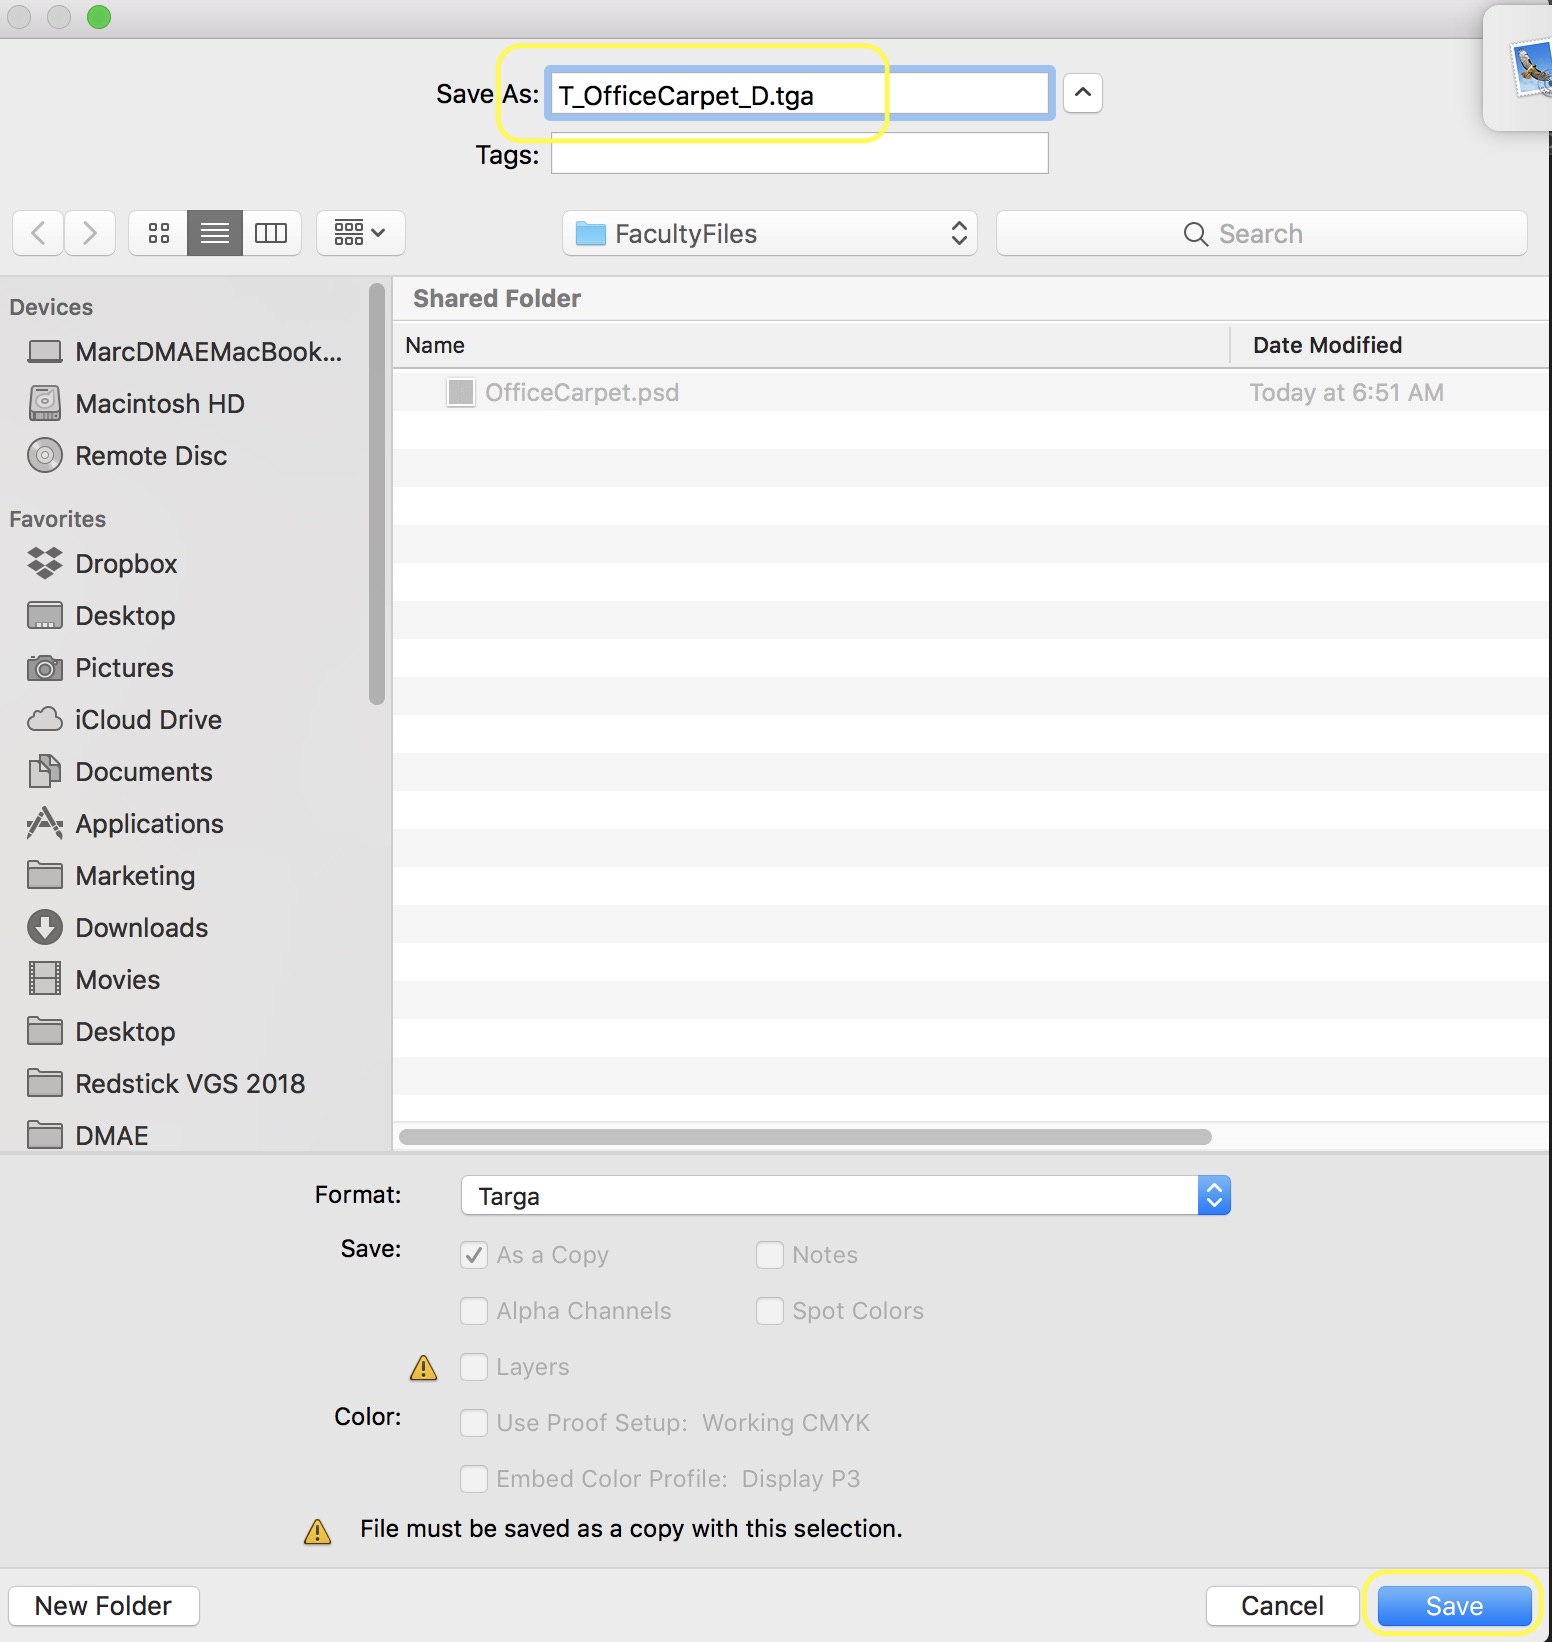 Save As: T_OfficeCarpet_D.tga
Tags:
FacultyFiles
Search
Devices
MarcDMAEMacBook...
Macintosh HD
Remote Disc
Favorites
Dropbox
Desktop
Pictures
iCloud Drive
Documents
Applications
Marketing
Downloads
Movies
Desktop
Redstick VGS 2018
DMAE
Shared Folder
Name Date Modified
OfficeCarpet.psd Today at 6:51 AM
Format: Targa
Save: As a Copy Notes
Alpha Channels Spot Colors
Layers
Color: Use Proof Setup: Working CMYK
Embed Color Profile: Display P3
File must be saved as a copy with this selection.
New Folder Cancel Save